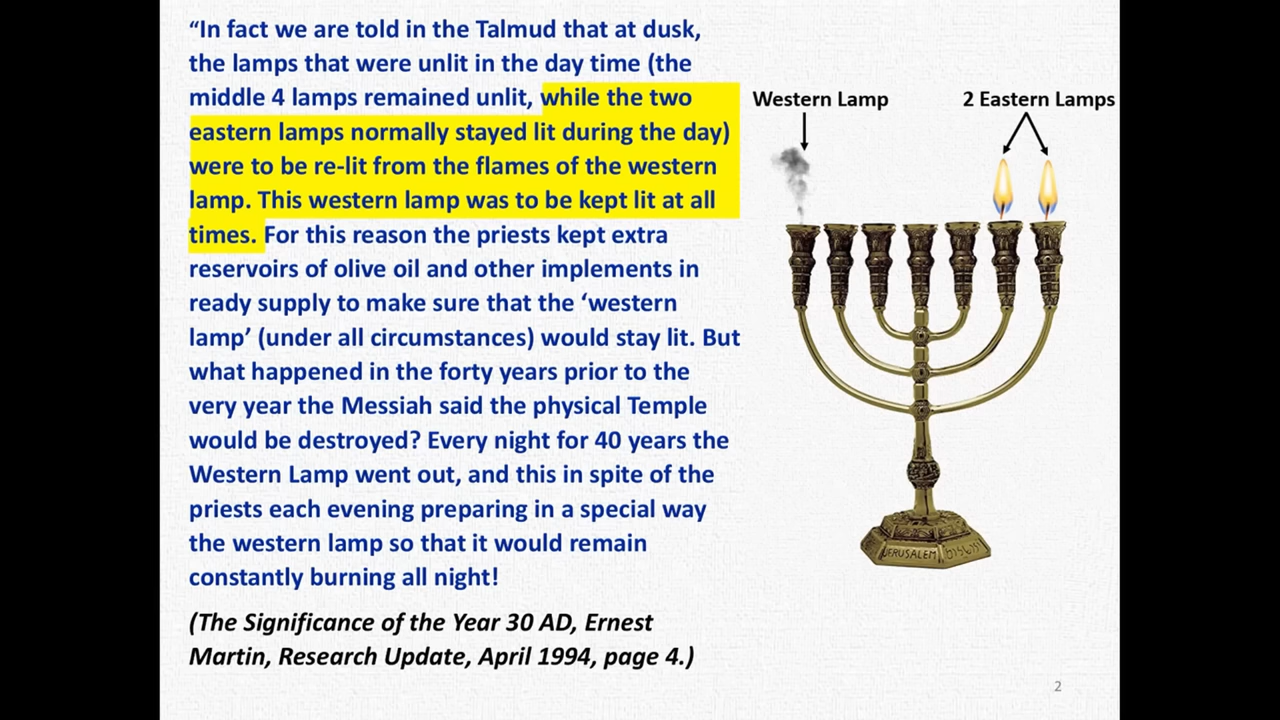 “In fact we are told in the Talmud that at dusk,
the lamps that were unlit in the day time (the
middle 4 lamps remained unlit, while the two
eastern lamps normally stayed lit during the day)
were to be re-lit from the flames of the western
lamp. This western lamp was to be kept lit at all
times. For this reason the priests kept extra
reservoirs of olive oil and other implements in
ready supply to make sure that the ‘western
lamp’ (under all circumstances) would stay lit. But
what happened in the forty years prior to the
very year the Messiah said the physical Temple
would be destroyed? Every night for 40 years the
Western Lamp went out, and this in spite of the
priests each evening preparing in a special way
the western lamp so that it would remain
constantly burning all night!
(The Significance of the Year 30 AD, Ernest
Martin, Research Update, April 1994, page 4.)
Western Lamp
2 Eastern Lamps
JERUSALEM
2